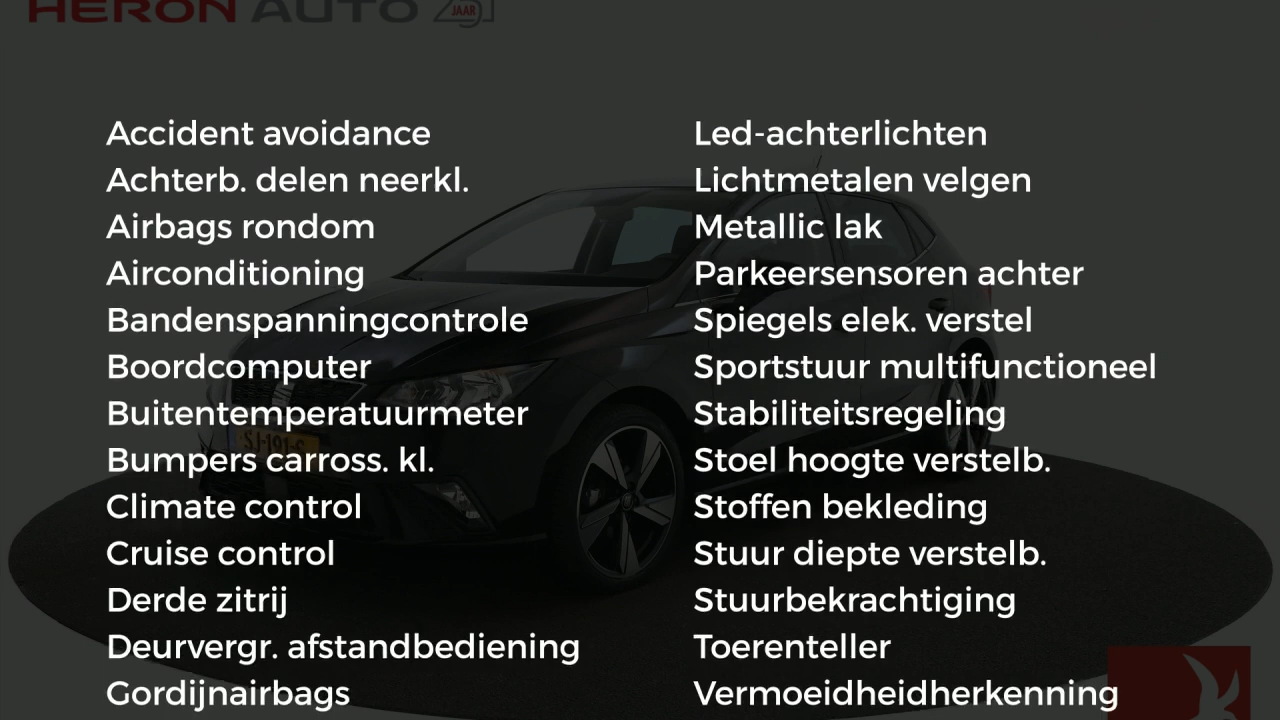 HERON AUTO 25 JAAR
Accident avoidance
Achterb. delen neerkl.
Airbags rondom
Airconditioning
Bandenspanningcontrole
Boordcomputer
Buitentemperatuurmeter
Bumpers carross. kl.
Climate control
Cruise control
Derde zitrij
Deurvergr. afstandbediening
Gordijnairbags
Led-achterlichten
Lichtmetalen velgen
Metallic lak
Parkeersensoren achter
Spiegels elek. verstel
Sportstuur multifunctioneel
Stabiliteitsregeling
Stoel hoogte verstelb.
Stoffen bekleding
Stuur diepte verstelb.
Stuurbekrachtiging
Toerenteller
Vermoeidheidherkenning